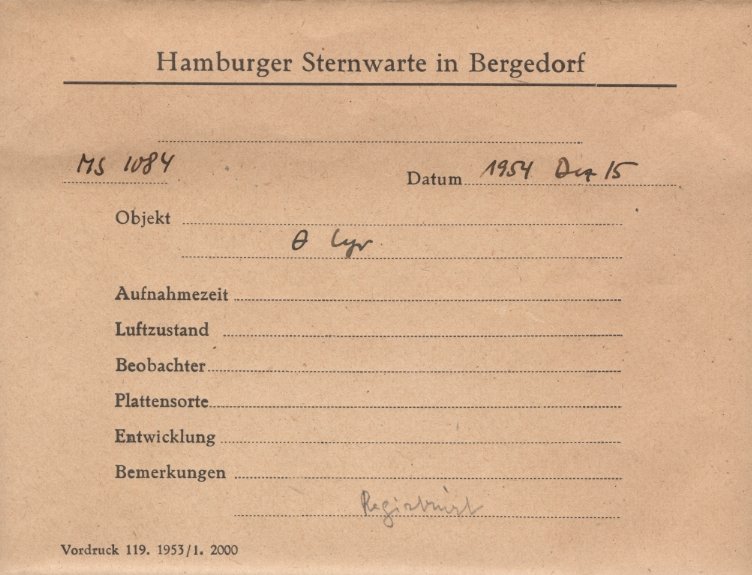 Hamburger Sternwarte in Bergedorf
MS 1084
Datum 1954 Dez 15
Objekt
θ Lyr
Aufnahmezeit
Luftzustand
Beobachter
Plattensorte
Entwicklung
Bemerkungen
Registriert
Vordruck 119. 1953/1. 2000